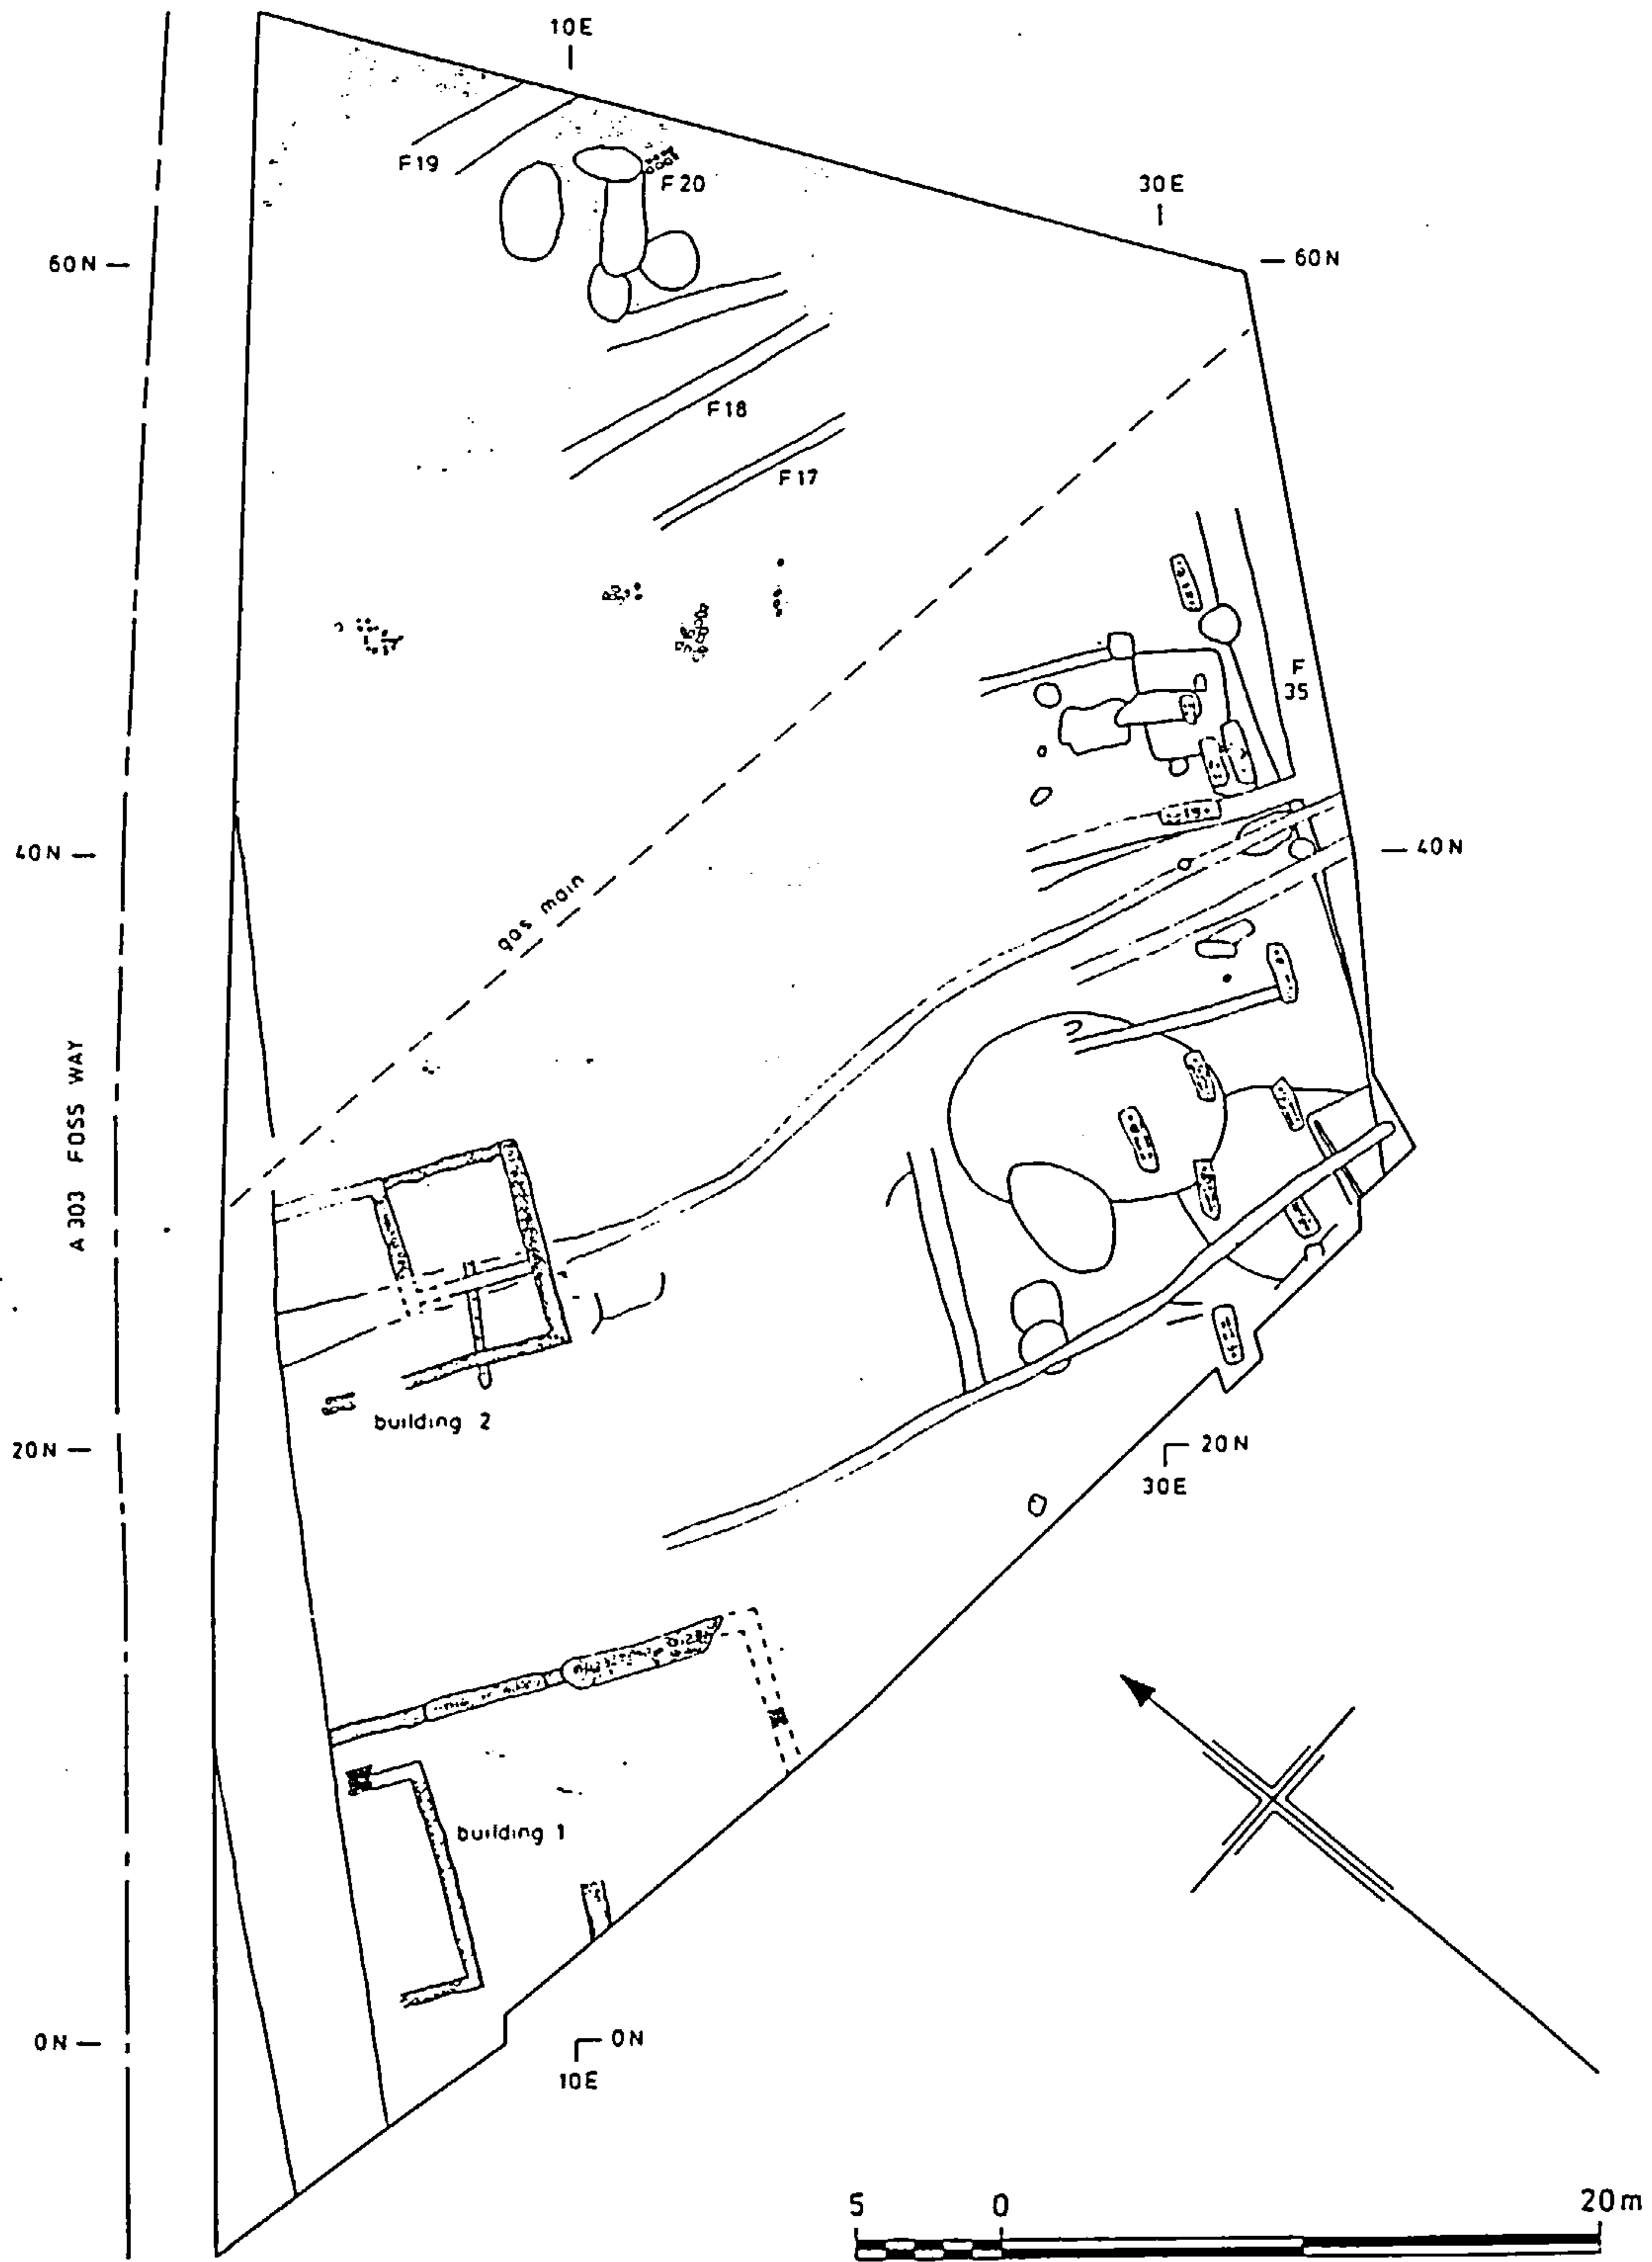 10E
F19
F20
30E
60N
60N
F18
F17
F
35
40N
40N
gas main
A 303 FOSS WAY
building 2
20N
20N
30E
building 1
0N
0N
10E
5 0 20m